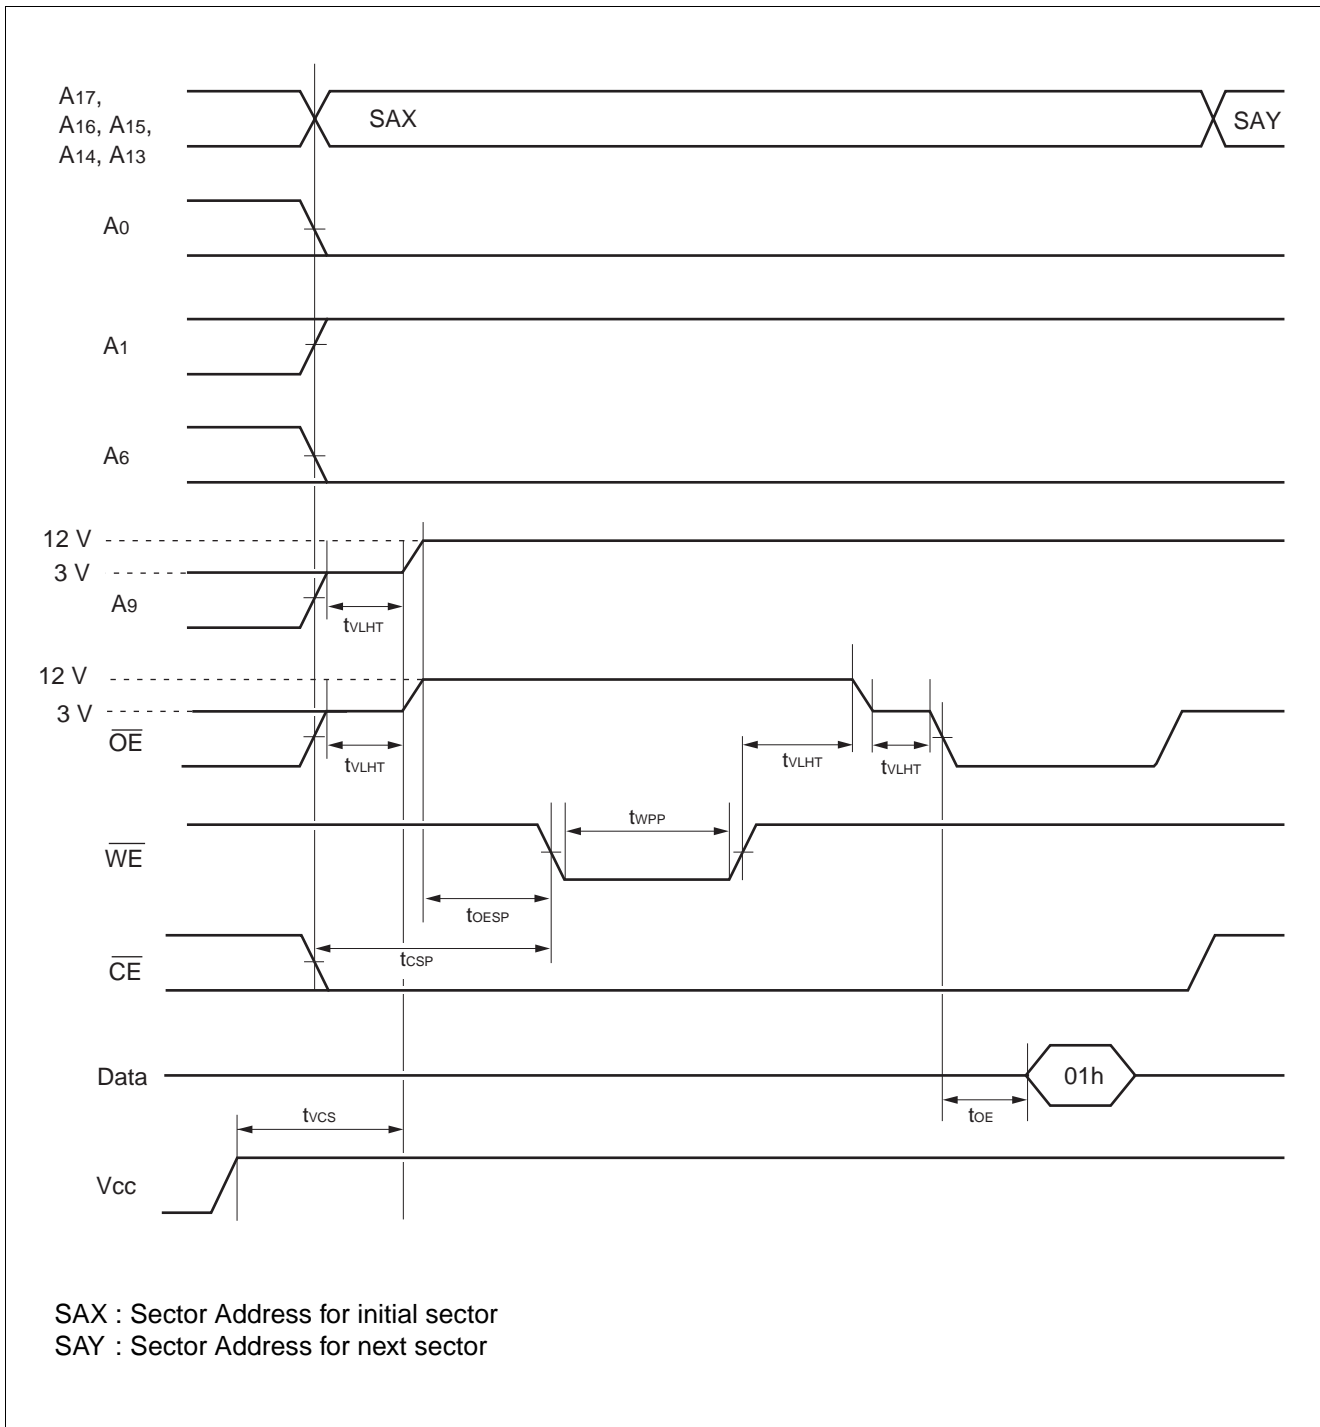 A17,
A16, A15,
A14, A13
SAX
SAY
A0
A1
A6
12 V
3 V
A9
tVLHT
12 V
3 V
OE
tVLHT
tVLHT
tVLHT
WE
tWPP
tOESP
CE
tCSP
Data
01h
tOE
tVCS
Vcc
SAX : Sector Address for initial sector
SAY : Sector Address for next sector